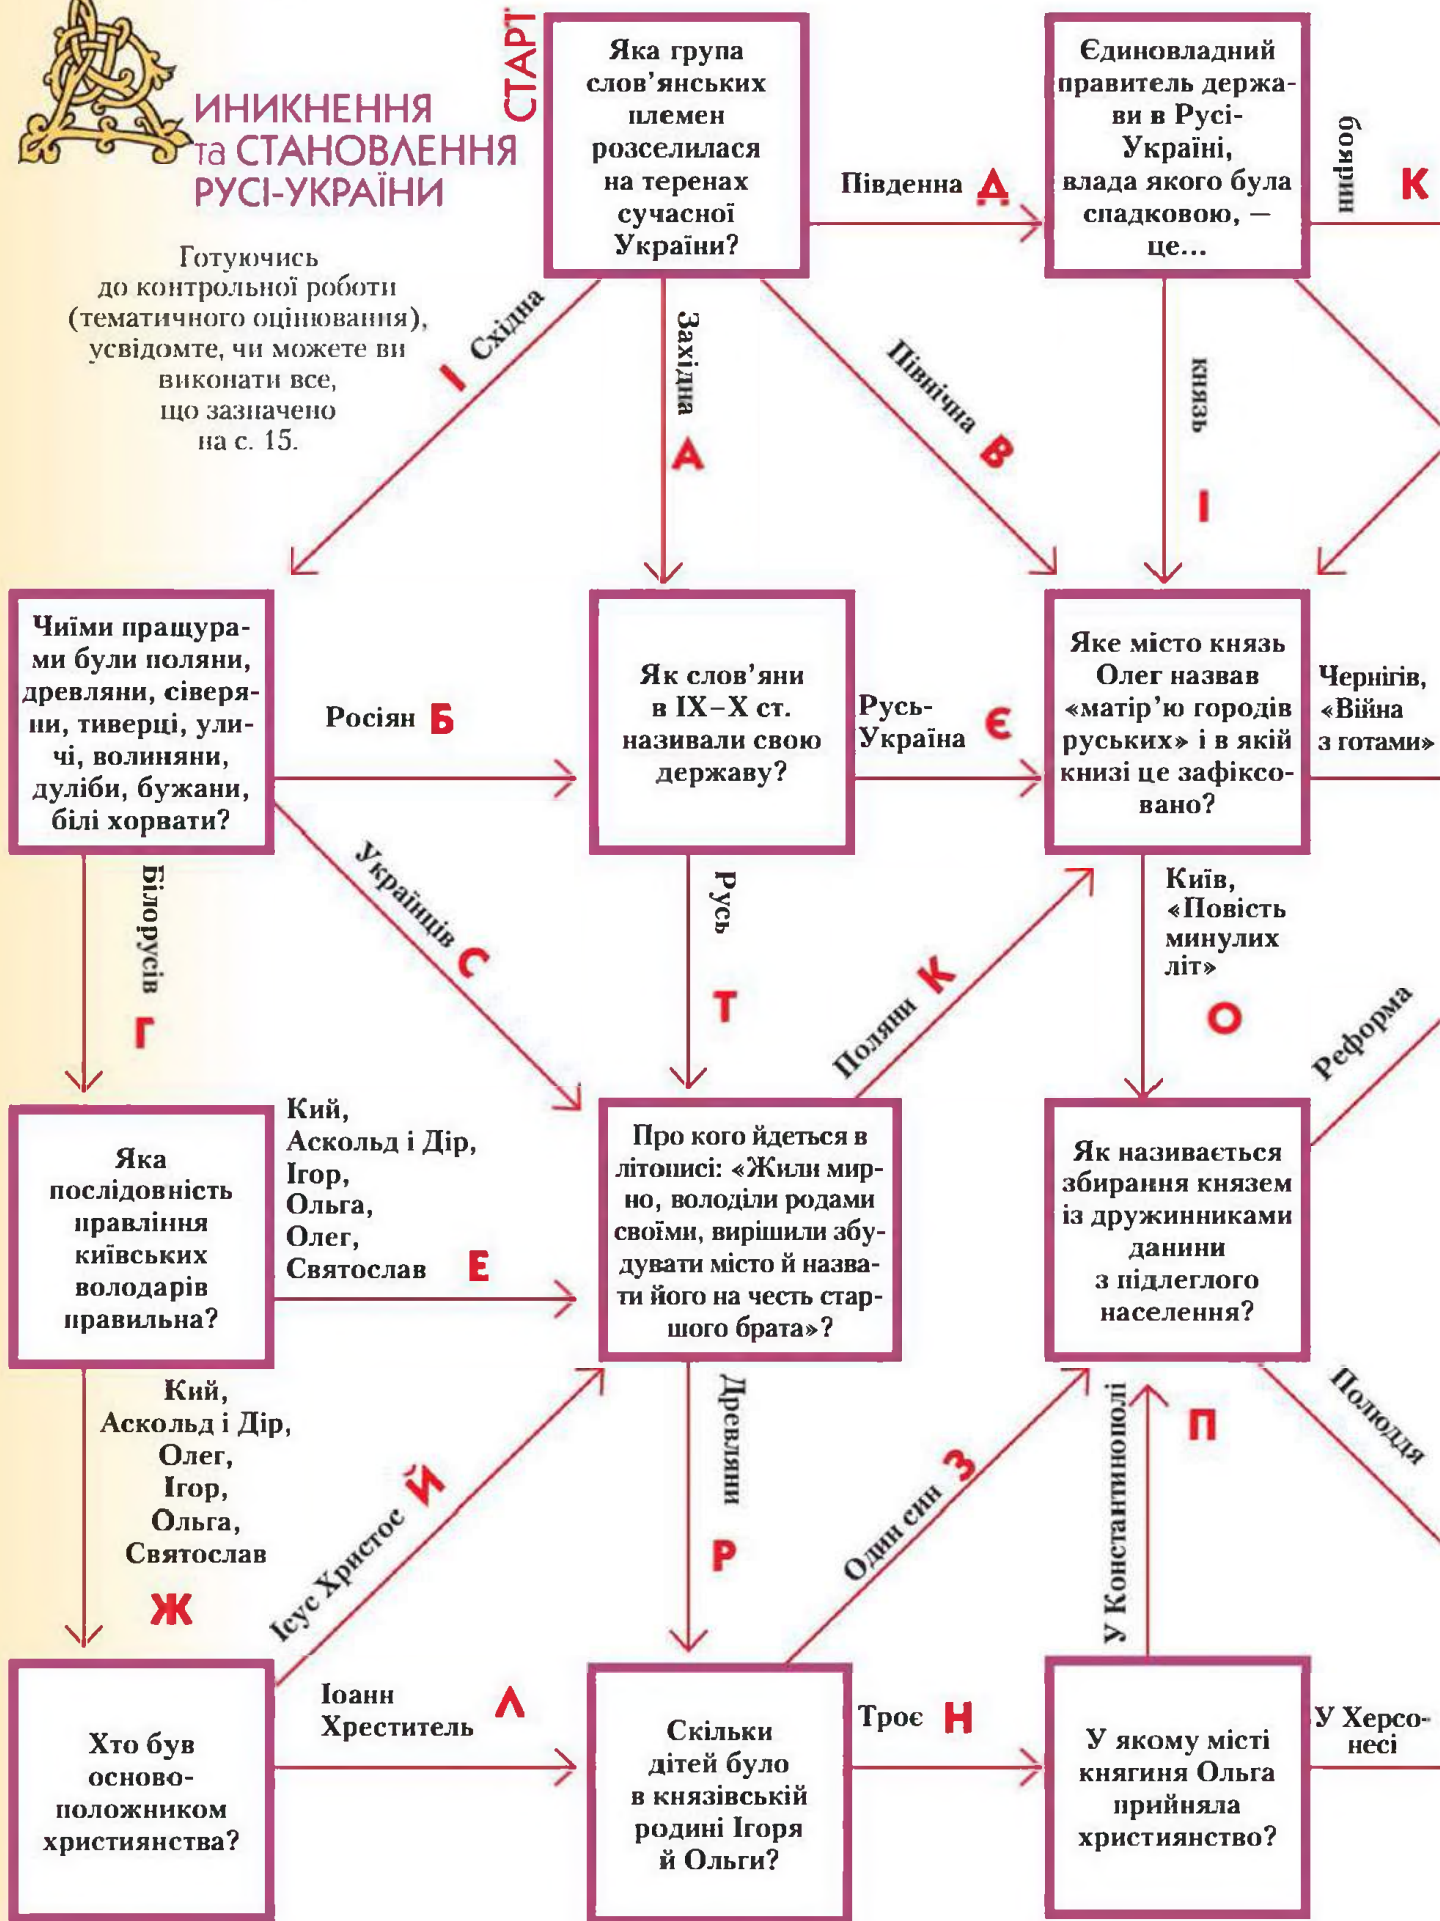 ИНИКНЕННЯ
та СТАНОВЛЕННЯ
РУСІ-УКРАЇНИ
Готуючись
до контрольної роботи
(тематичного оцінювання),
усвідомте, чи можете ви
виконати все,
що зазначено
на с. 15.
СТАРТ
Яка група
слов’янських
племен
розселилася
на теренах
сучасної
України?
Південна Д
Єдиновладний
правитель держа-
ви в Русі-
Україні,
влада якого була
спадковою, —
це...
боярин
К
І Східна
Західна
А
Північна В
князь
І
Чиїми пращура-
ми були поляни,
древляни, сіверя-
ни, тиверці, ули-
чі, волиняни,
дуліби, бужани,
білі хорвати?
Росіян Б
Як слов’яни
в IX–X ст.
називали свою
державу?
Русь-
Україна
Є
Яке місто князь
Олег назвав
«матір’ю городів
руських» і в якій
книзі це зафіксо-
вано?
Чернігів,
«Війна
з готами»
Білорусів
Г
Українців С
Русь
Т
Поляни К
Київ,
«Повість
минулих
літ»
О
Реформа
Яка
послідовність
правління
київських
володарів
правильна?
Кий,
Аскольд і Дір,
Ігор,
Ольга,
Олег,
Святослав Е
Про кого йдеться в
літописі: «Жили мир-
но, володіли родами
своїми, вирішили збу-
дувати місто й назва-
ти його на честь стар-
шого брата»?
Як називається
збирання князем
із дружинниками
данини
з підлеглого
населення?
Кий,
Аскольд і Дір,
Олег,
Ігор,
Ольга,
Святослав
Ж
Ісус Христос Й
Древляни
Р
Один син З
У Константинополі
П
Полюддя
Хто був
осново-
положником
християнства?
Іоанн
Хреститель
Л
Скільки
дітей було
в князівській
родині Ігоря
й Ольги?
Троє Н
У якому місті
княгиня Ольга
прийняла
християнство?
У Херсо-
несі